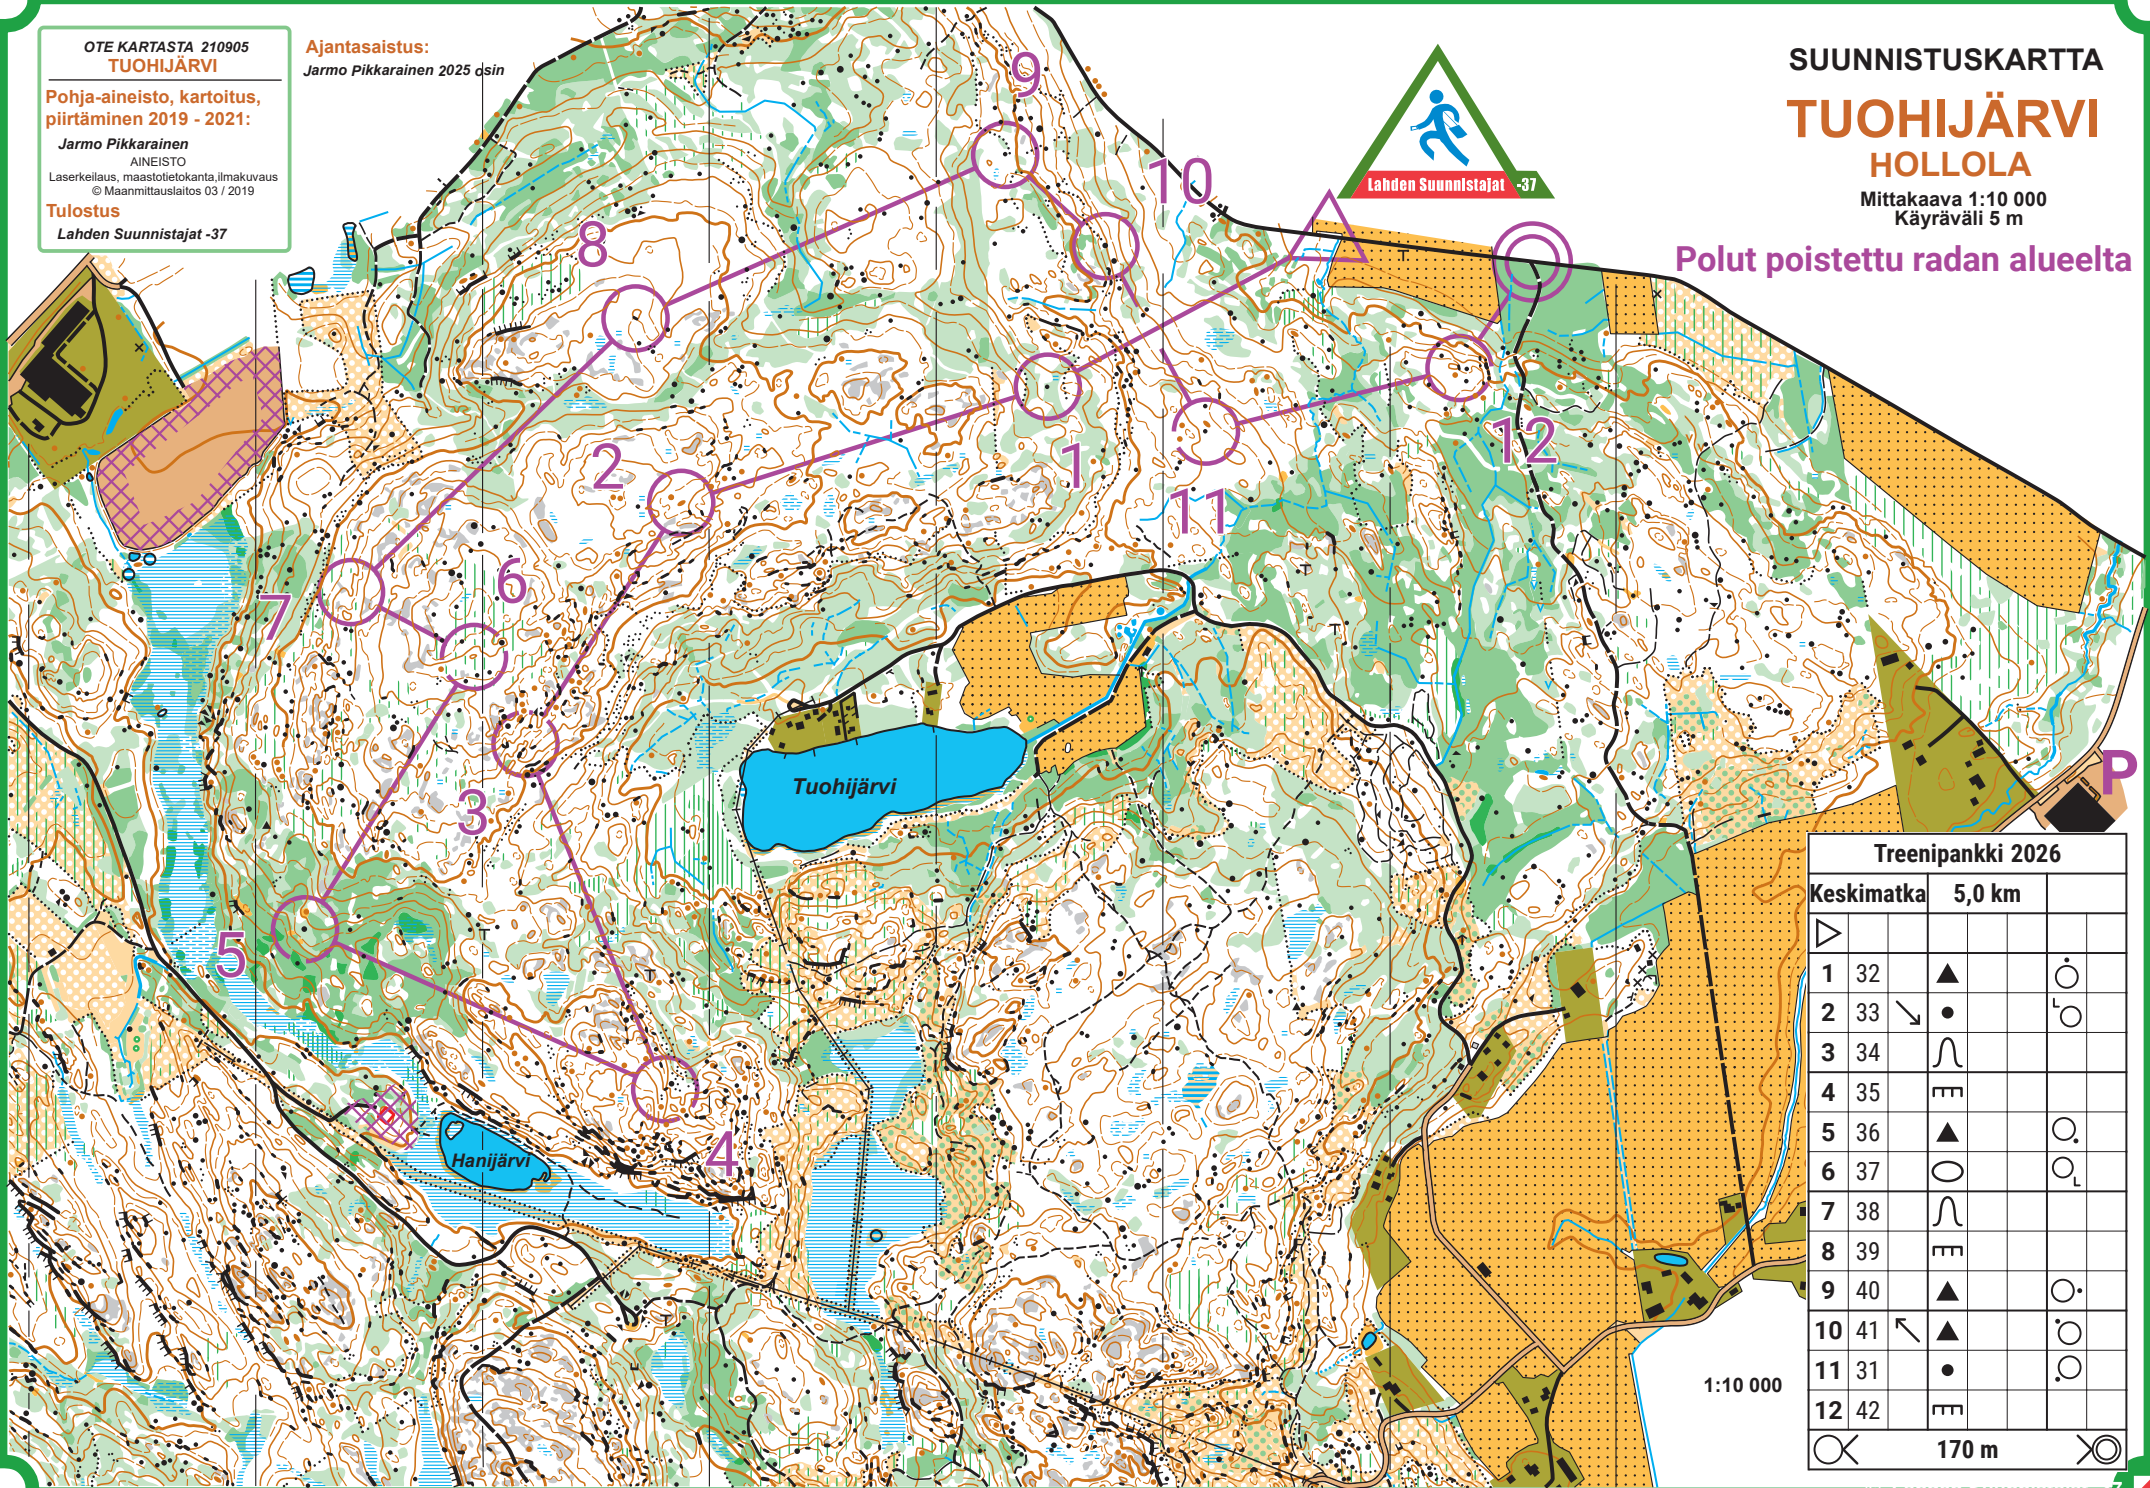 OTE KARTASTA 210905
TUOHIJÄRVI
Pohja-aineisto, kartoitus,
piirtäminen 2019 - 2021:
Jarmo Pikkarainen
AINEISTO
Laserkeilaus, maastotietokanta,ilmakuvaus
© Maanmittauslaitos 03 / 2019
Tulostus
Lahden Suunnistajat -37
Ajantasaistus:
Jarmo Pikkarainen 2025 osin
Lahden Suunnistajat -37
SUUNNISTUSKARTTA
TUOHIJÄRVI
HOLLOLA
Mittakaava 1:10 000
Käyräväli 5 m
Polut poistettu radan alueelta
9
10
8
2
1
12
11
6
7
3
5
4
Tuohijärvi
Hanijärvi
P
1:10 000
Treenipankki 2026
Keskimatka 5,0 km
1 32
2 33
3 34
4 35
5 36
6 37
7 38
8 39
9 40
10 41
11 31
12 42
170 m